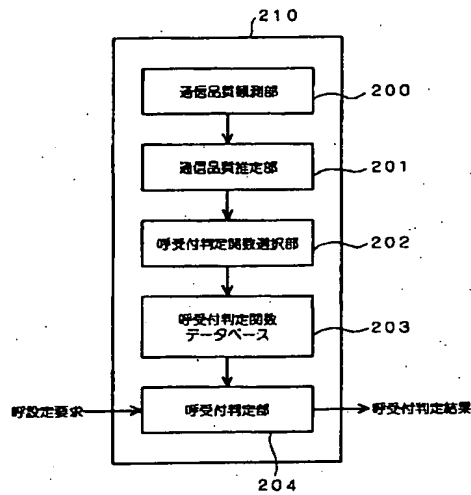 210
通信品質観測部
200
通信品質推定部
201
呼受付判定関数選択部
202
呼受付判定関数
データベース
203
呼設定要求
呼受付判定部
呼受付判定結果
204